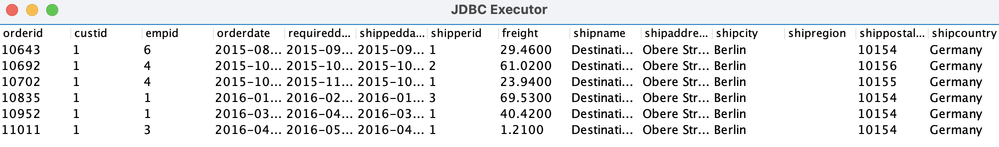 JDBC Executor
orderid custid empid orderdate requiredd... shippedda... shipperid freight shipname shipaddre... shipcity shipregion shippostal... shipcountry
10643 1 6 2015-08... 2015-09... 2015-09... 1 29.4600 Destinati... Obere Str... Berlin 10154 Germany
10692 1 4 2015-10... 2015-10... 2015-10... 2 61.0200 Destinati... Obere Str... Berlin 10156 Germany
10702 1 4 2015-10... 2015-11... 2015-10... 1 23.9400 Destinati... Obere Str... Berlin 10155 Germany
10835 1 1 2016-01... 2016-02... 2016-01... 3 69.5300 Destinati... Obere Str... Berlin 10154 Germany
10952 1 1 2016-03... 2016-04... 2016-03... 1 40.4200 Destinati... Obere Str... Berlin 10154 Germany
11011 1 3 2016-04... 2016-05... 2016-04... 1 1.2100 Destinati... Obere Str... Berlin 10154 Germany